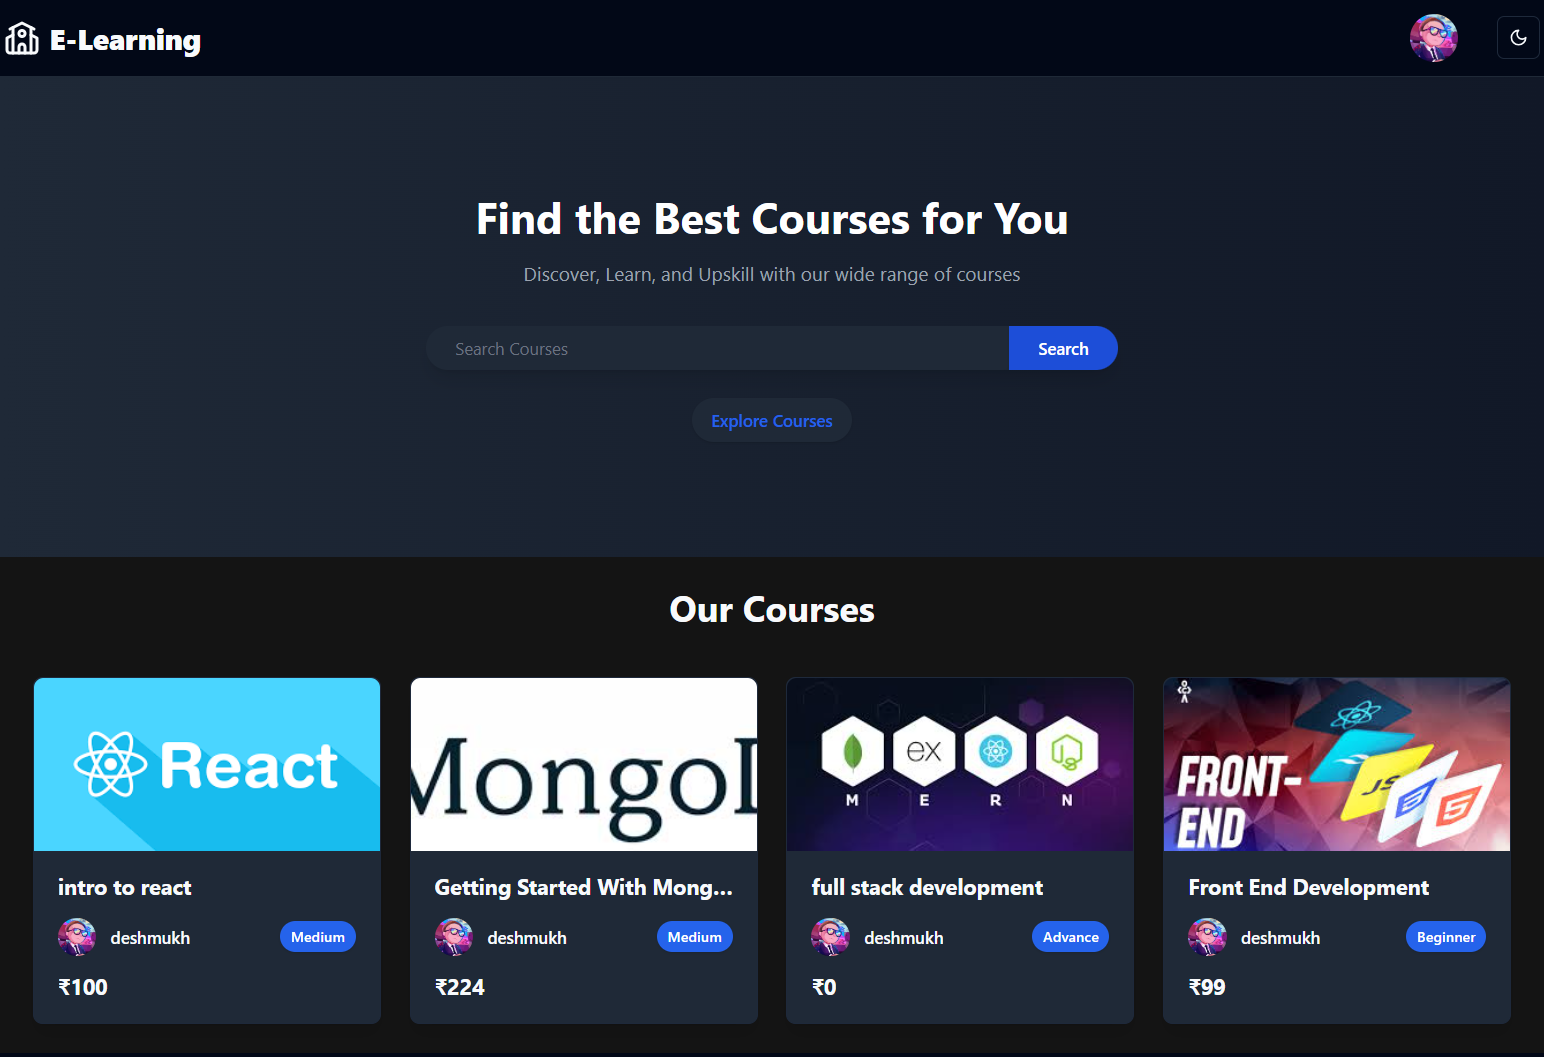 E-Learning
Find the Best Courses for You
Discover, Learn, and Upskill with our wide range of courses
Search Courses
Search
Explore Courses
Our Courses
React
MongoD
M E R N
ex
JS
FRONT-
END
intro to react
deshmukh
Medium
₹100
Getting Started With Mong...
deshmukh
Medium
₹224
full stack development
deshmukh
Advance
₹0
Front End Development
deshmukh
Beginner
₹99